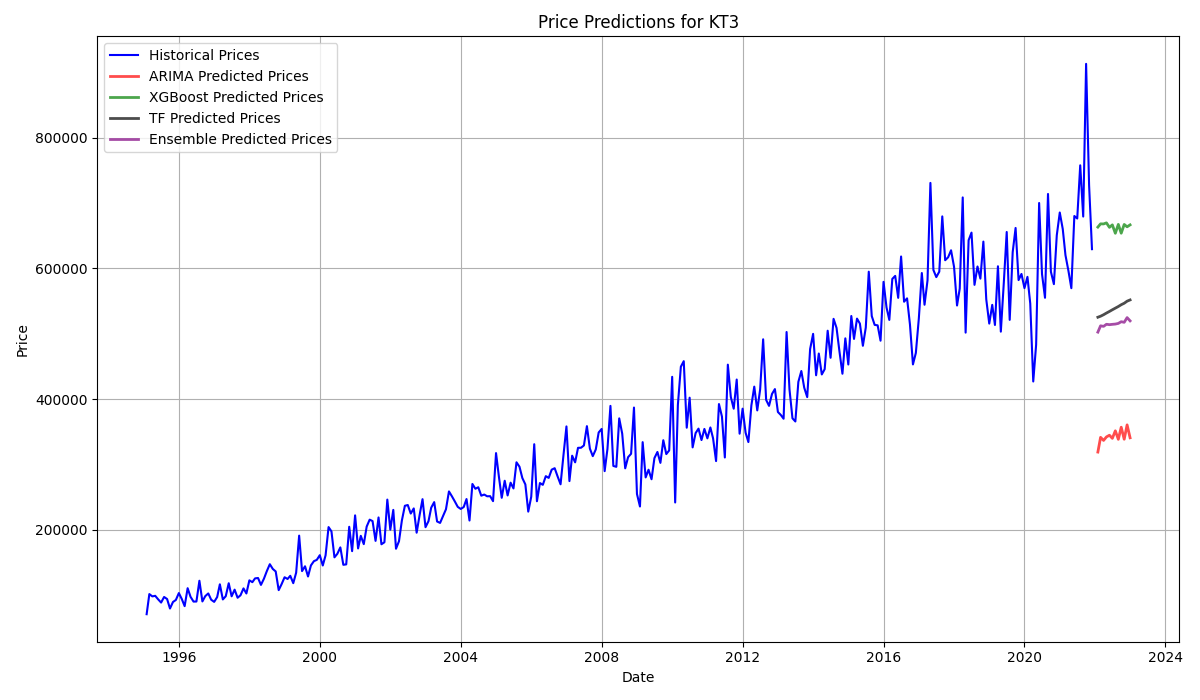 Price Predictions for KT3
Historical Prices
ARIMA Predicted Prices
XGBoost Predicted Prices
TF Predicted Prices
Ensemble Predicted Prices
Price
800000
600000
400000
200000
1996 2000 2004 2008 2012 2016 2020 2024
Date